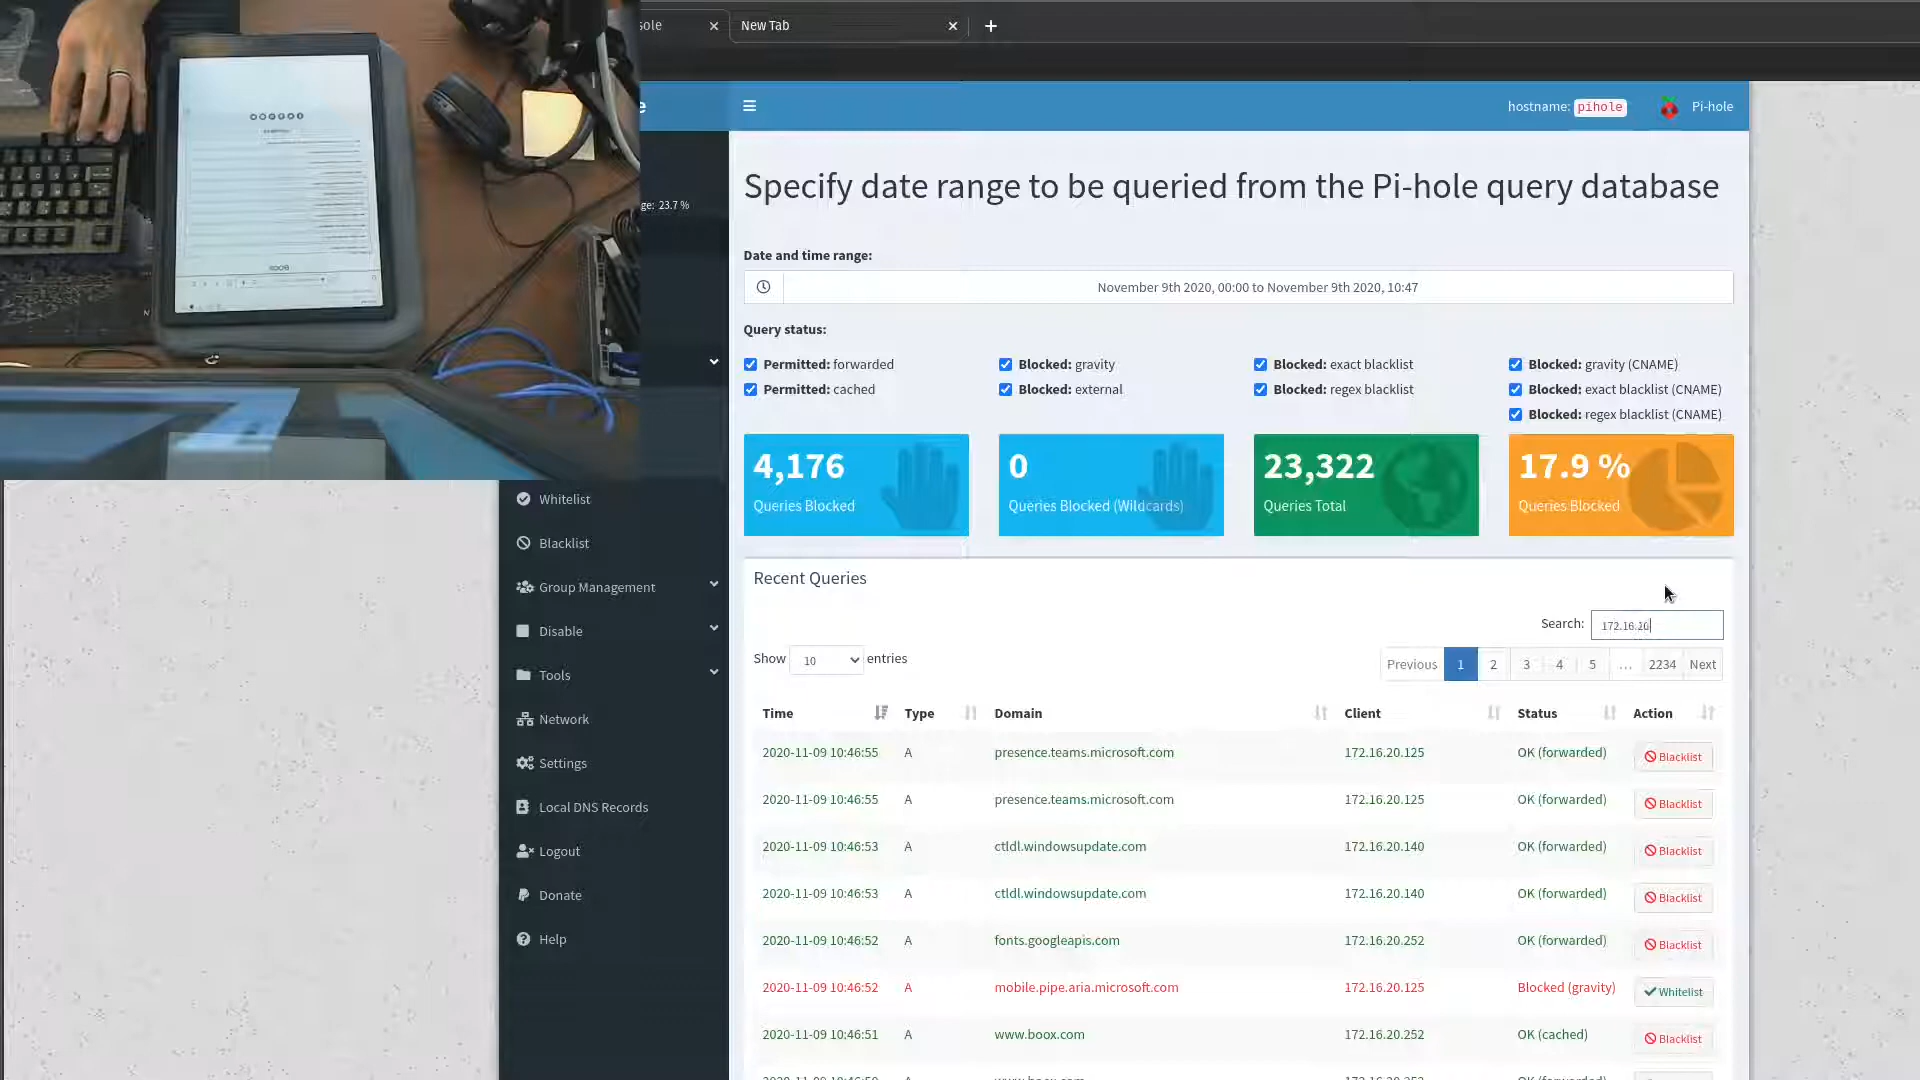 sole
New Tab
e
hostname: pihole
Pi-hole
ge: 23.7 %
Specify date range to be queried from the Pi-hole query database
Date and time range:
November 9th 2020, 00:00 to November 9th 2020, 10:47
Query status:
Permitted: forwarded
Blocked: gravity
Blocked: exact blacklist
Blocked: gravity (CNAME)
Permitted: cached
Blocked: external
Blocked: regex blacklist
Blocked: exact blacklist (CNAME)
Blocked: regex blacklist (CNAME)
4,176
Queries Blocked
0
Queries Blocked (Wildcards)
23,322
Queries Total
17.9 %
Queries Blocked
Whitelist
Blacklist
Group Management
Disable
Tools
Network
Settings
Local DNS Records
Logout
Donate
Help
Recent Queries
Search: 172.16.20
Show 10 entries
Previous 1 2 3 4 5 … 2234 Next
Time Type Domain Client Status Action
2020-11-09 10:46:55 A presence.teams.microsoft.com 172.16.20.125 OK (forwarded) Blacklist
2020-11-09 10:46:55 A presence.teams.microsoft.com 172.16.20.125 OK (forwarded) Blacklist
2020-11-09 10:46:53 A ctldl.windowsupdate.com 172.16.20.140 OK (forwarded) Blacklist
2020-11-09 10:46:53 A ctldl.windowsupdate.com 172.16.20.140 OK (forwarded) Blacklist
2020-11-09 10:46:52 A fonts.googleapis.com 172.16.20.252 OK (forwarded) Blacklist
2020-11-09 10:46:52 A mobile.pipe.aria.microsoft.com 172.16.20.125 Blocked (gravity) Whitelist
2020-11-09 10:46:51 A www.boox.com 172.16.20.252 OK (cached) Blacklist